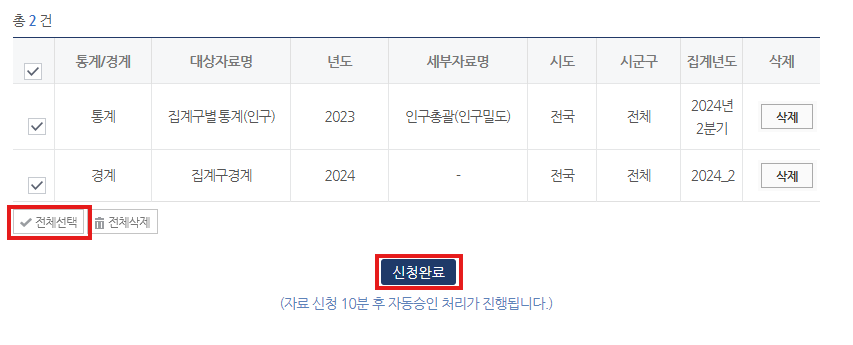 총 2 건
통계/경계 대상자료명 년도 세부자료명 시도 시군구 집계년도 삭제
통계 집계구별 통계(인구) 2023 인구총괄(인구밀도) 전국 전체 2024년 2분기 삭제
경계 집계구경계 2024 - 전국 전체 2024_2 삭제
전체선택 전체삭제
신청완료
(자료 신청 10분 후 자동승인 처리가 진행됩니다.)